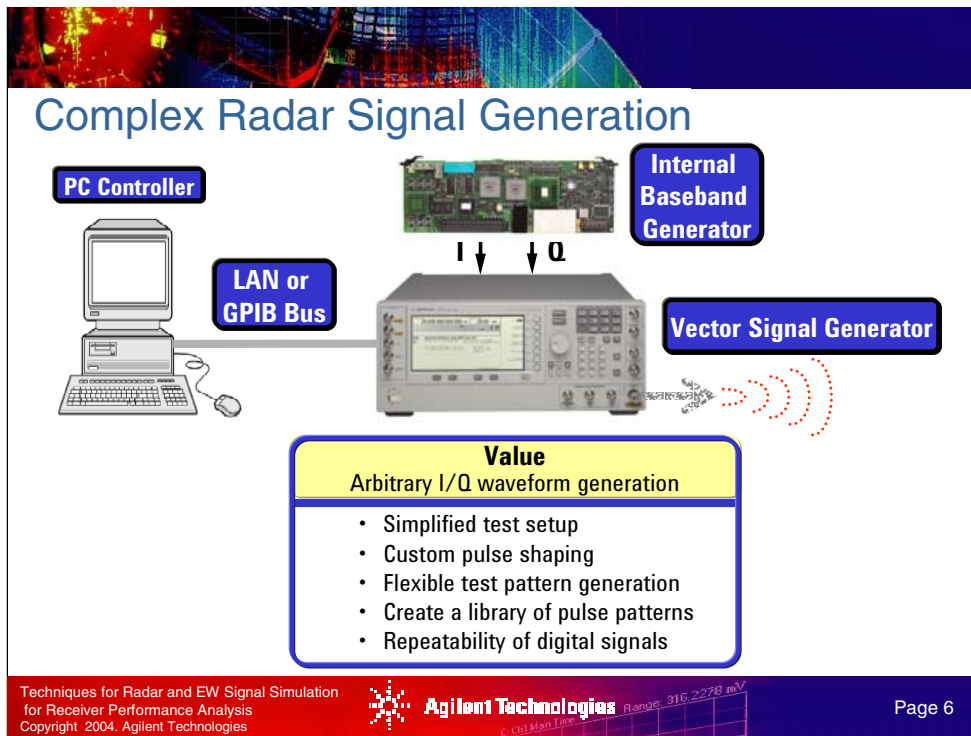 Complex Radar Signal Generation
PC Controller
Internal
Baseband
Generator
I Q
LAN or
GPIB Bus
Vector Signal Generator
Value
Arbitrary I/Q waveform generation
• Simplified test setup
• Custom pulse shaping
• Flexible test pattern generation
• Create a library of pulse patterns
• Repeatability of digital signals
Techniques for Radar and EW Signal Simulation
for Receiver Performance Analysis
Copyright 2004. Agilent Technologies
Agilent Technologies
Range: 316.2278 mV
C: Ch1 Main Time
Page 6